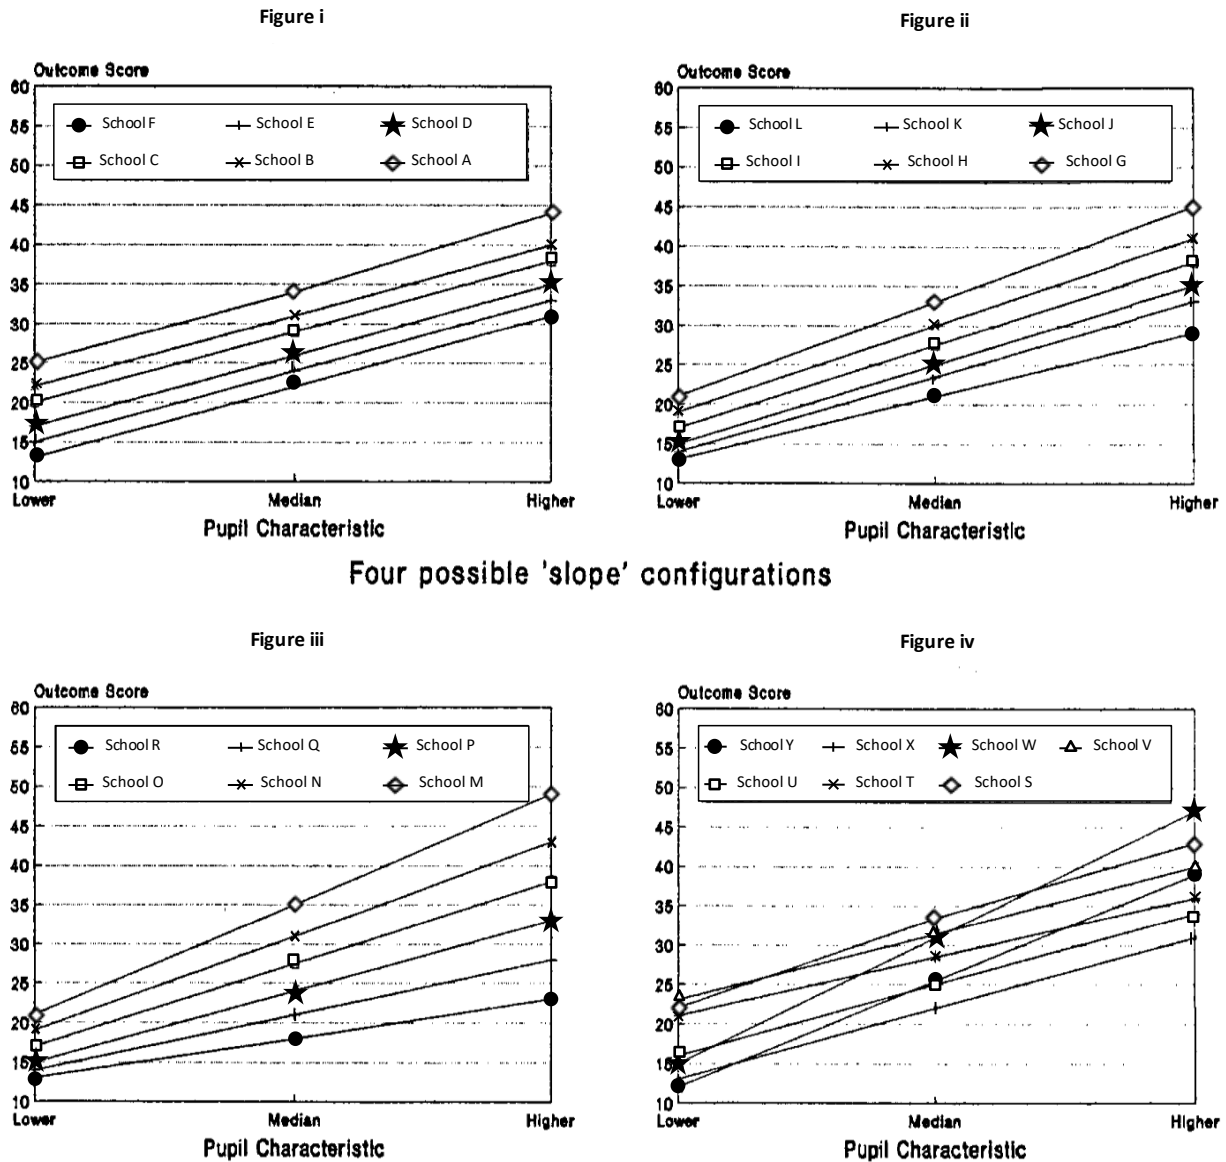 Figure i
Outcome Score
60
55
50
45
40
35
30
25
20
15
10
School F School E School D
School C School B School A
Lower Median Higher
Pupil Characteristic
Figure ii
Outcome Score
60
55
50
45
40
35
30
25
20
15
10
School L School K School J
School I School H School G
Lower Median Higher
Pupil Characteristic
Four possible 'slope' configurations
Figure iii
Outcome Score
60
55
50
45
40
35
30
25
20
15
10
School R School Q School P
School O School N School M
Lower Median Higher
Pupil Characteristic
Figure iv
Outcome Score
60
55
50
45
40
35
30
25
20
15
10
School Y School X School W School V
School U School T School S
Lower Median Higher
Pupil Characteristic